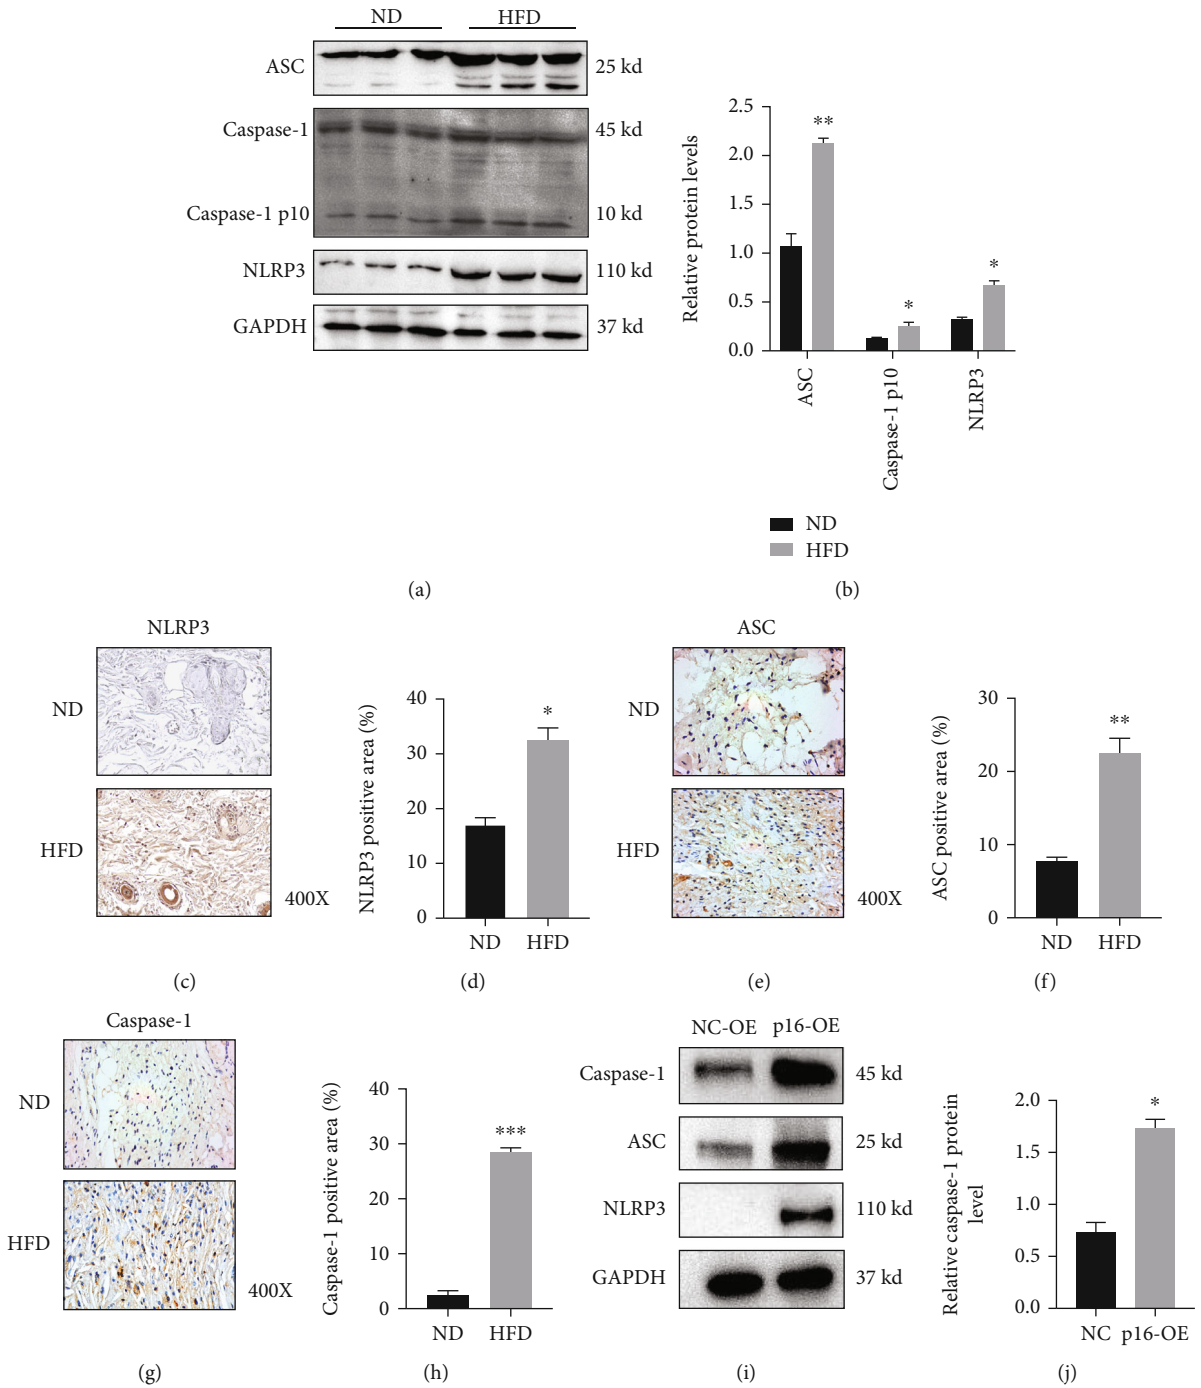 ND HFD
ASC 25 kd
Caspase-1 45 kd
Caspase-1 p10 10 kd
NLRP3 110 kd
GAPDH 37 kd
(a)
Relative protein levels
2.5
2.0
1.5
1.0
0.5
0.0
**
*
*
ASC
Caspase-1 p10
NLRP3
ND
HFD
(b)
NLRP3
ND
HFD
400X
(c)
NLRP3 positive area (%)
40
30
20
10
0
*
ND HFD
(d)
ASC
ND
HFD
400X
(e)
ASC positive area (%)
30
20
10
0
**
ND HFD
(f)
Caspase-1
ND
HFD
400X
(g)
Caspase-1 positive area (%)
40
30
20
10
0
***
ND HFD
(h)
NC-OE p16-OE
Caspase-1 45 kd
ASC 25 kd
NLRP3 110 kd
GAPDH 37 kd
(i)
Relative caspase-1 protein
level
2.0
1.5
1.0
0.5
0.0
*
NC p16-OE
(j)